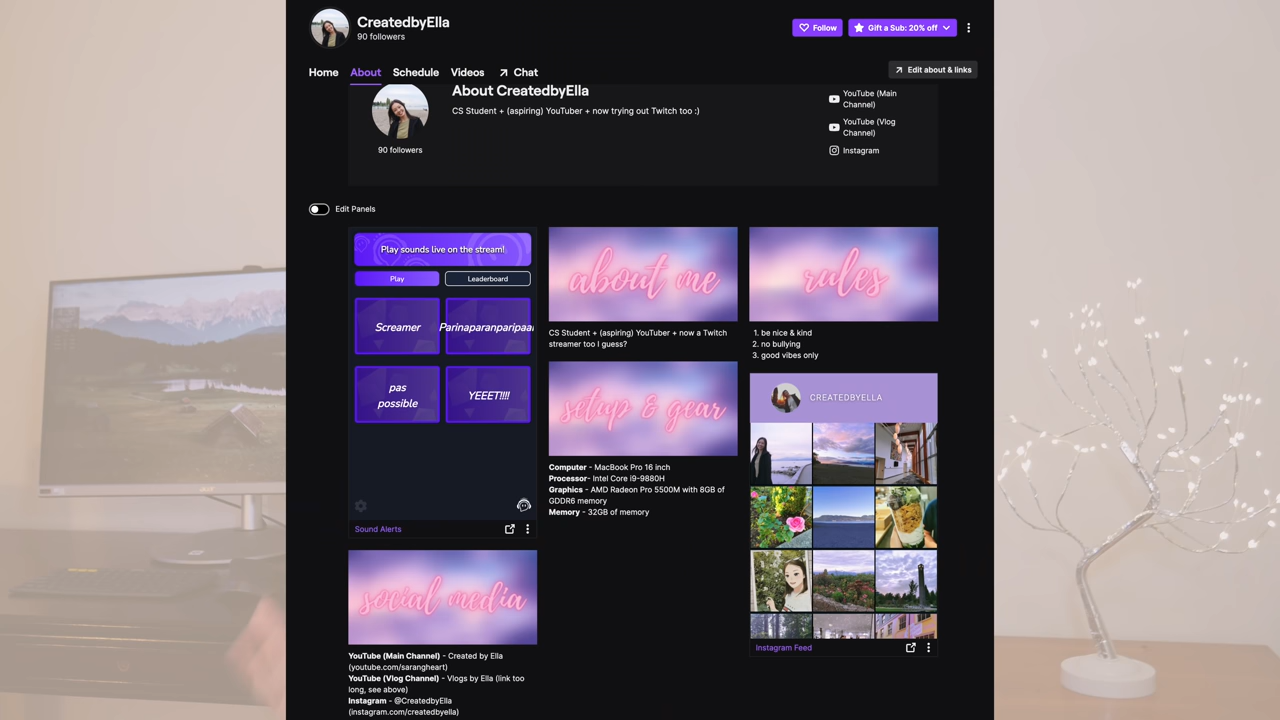 CreatedbyElla
90 followers
Follow
Gift a Sub: 20% off
Home About Schedule Videos Chat
Edit about & links
About CreatedbyElla
CS Student + (aspiring) YouTuber + now trying out Twitch too :)
90 followers
YouTube (Main
Channel)
YouTube (Vlog
Channel)
Instagram
Edit Panels
Play sounds live on the stream!
Play Leaderboard
Screamer
Parinaparanparipaa
pas
possible
YEEET!!!!
Sound Alerts
social media
YouTube (Main Channel) - Created by Ella
(youtube.com/sarangheart)
YouTube (Vlog Channel) - Vlogs by Ella (link too
long, see above)
Instagram - @CreatedbyElla
(instagram.com/createdbyella)
about me
CS Student + (aspiring) YouTuber + now a Twitch
streamer too I guess?
setup & gear
Computer - MacBook Pro 16 inch
Processor- Intel Core i9-9880H
Graphics - AMD Radeon Pro 5500M with 8GB of
GDDR6 memory
Memory - 32GB of memory
rules
1. be nice & kind
2. no bullying
3. good vibes only
CREATEDBYELLA
Instagram Feed
acer